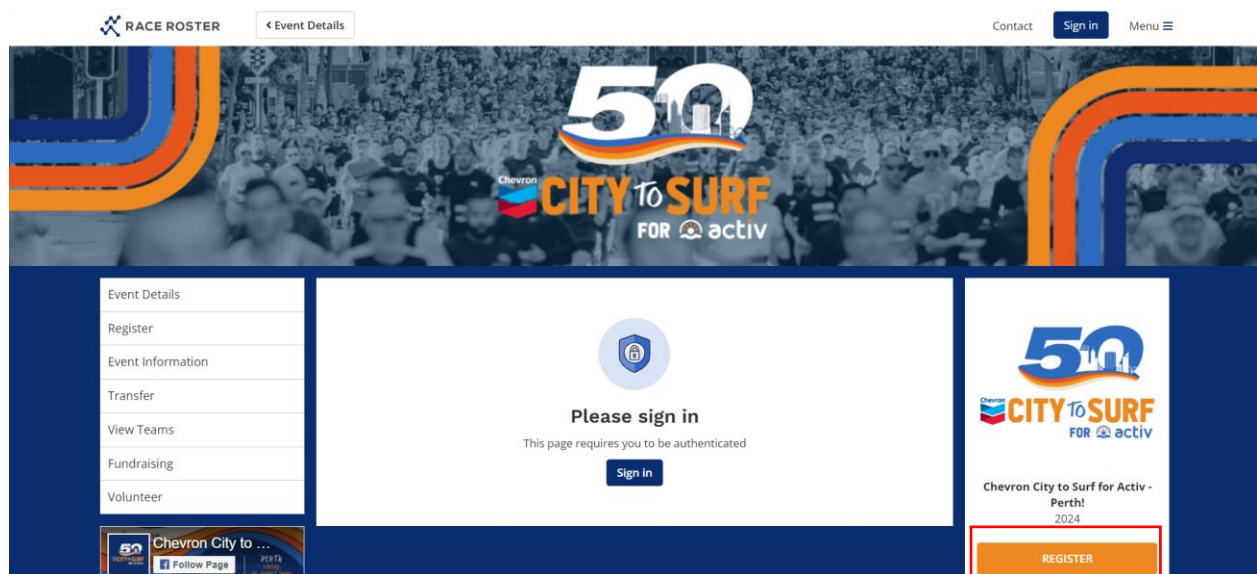 RACE ROSTER
Event Details
Contact
Sign in
Menu
50
Chevron
CITY TO SURF
FOR activ
Event Details
Register
Event Information
Transfer
View Teams
Fundraising
Volunteer
Please sign in
This page requires you to be authenticated
Sign in
50
Chevron
CITY TO SURF
FOR activ
Chevron City to Surf for Activ -
Perth!
2024
REGISTER
50
Chevron City to ...
Follow Page
PERTH